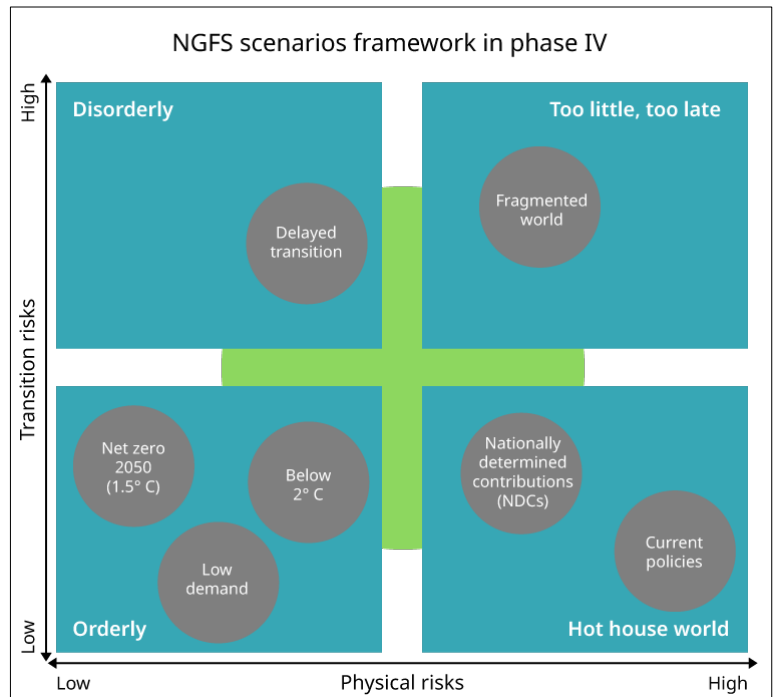 NGFS scenarios framework in phase IV
High
Transition risks
Low
Disorderly
Delayed
transition
Too little, too late
Fragmented
world
Net zero
2050
(1.5° C)
Below
2° C
Low
demand
Orderly
Nationally
determined
contributions
(NDCs)
Current
policies
Hot house world
Low
Physical risks
High